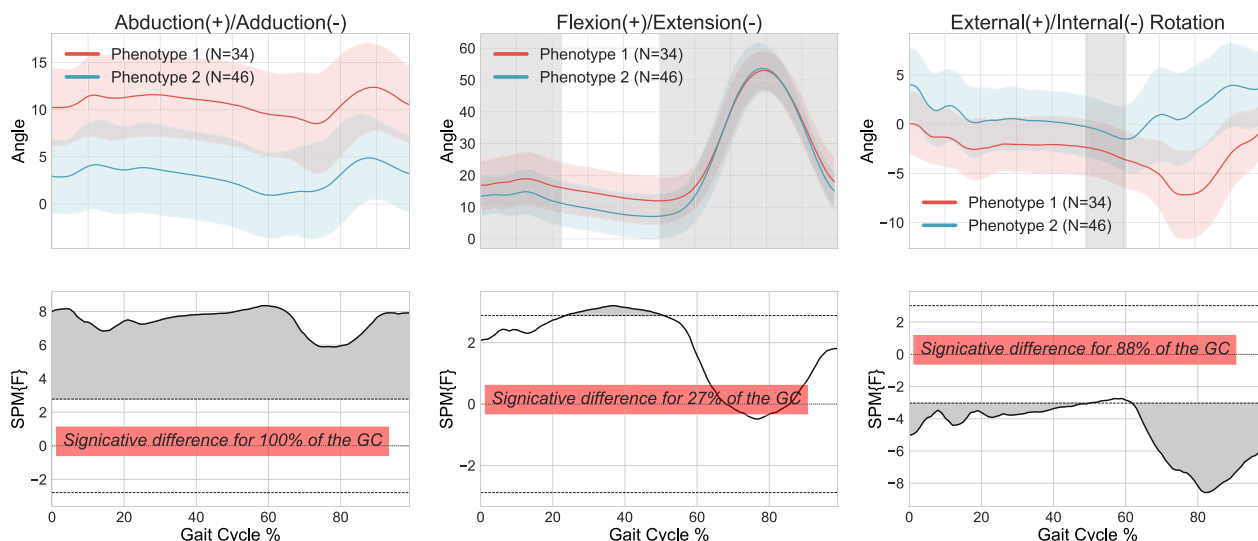 Abduction(+)/Adduction(-)
Flexion(+)/Extension(-)
External(+)/Internal(-) Rotation
15
10
5
0
Angle
Phenotype 1 (N=34)
Phenotype 2 (N=46)
60
50
40
30
20
10
0
Angle
Phenotype 1 (N=34)
Phenotype 2 (N=46)
5
0
−5
−10
Angle
Phenotype 1 (N=34)
Phenotype 2 (N=46)
8
6
4
2
0
−2
SPM{F}
Signicative difference for 100% of the GC
0
20
40
60
80
Gait Cycle %
2
0
−2
SPM{F}
Signicative difference for 27% of the GC
0
20
40
60
80
Gait Cycle %
2
0
−2
−4
−6
−8
SPM{F}
Signicative difference for 88% of the GC
0
20
40
60
80
Gait Cycle %